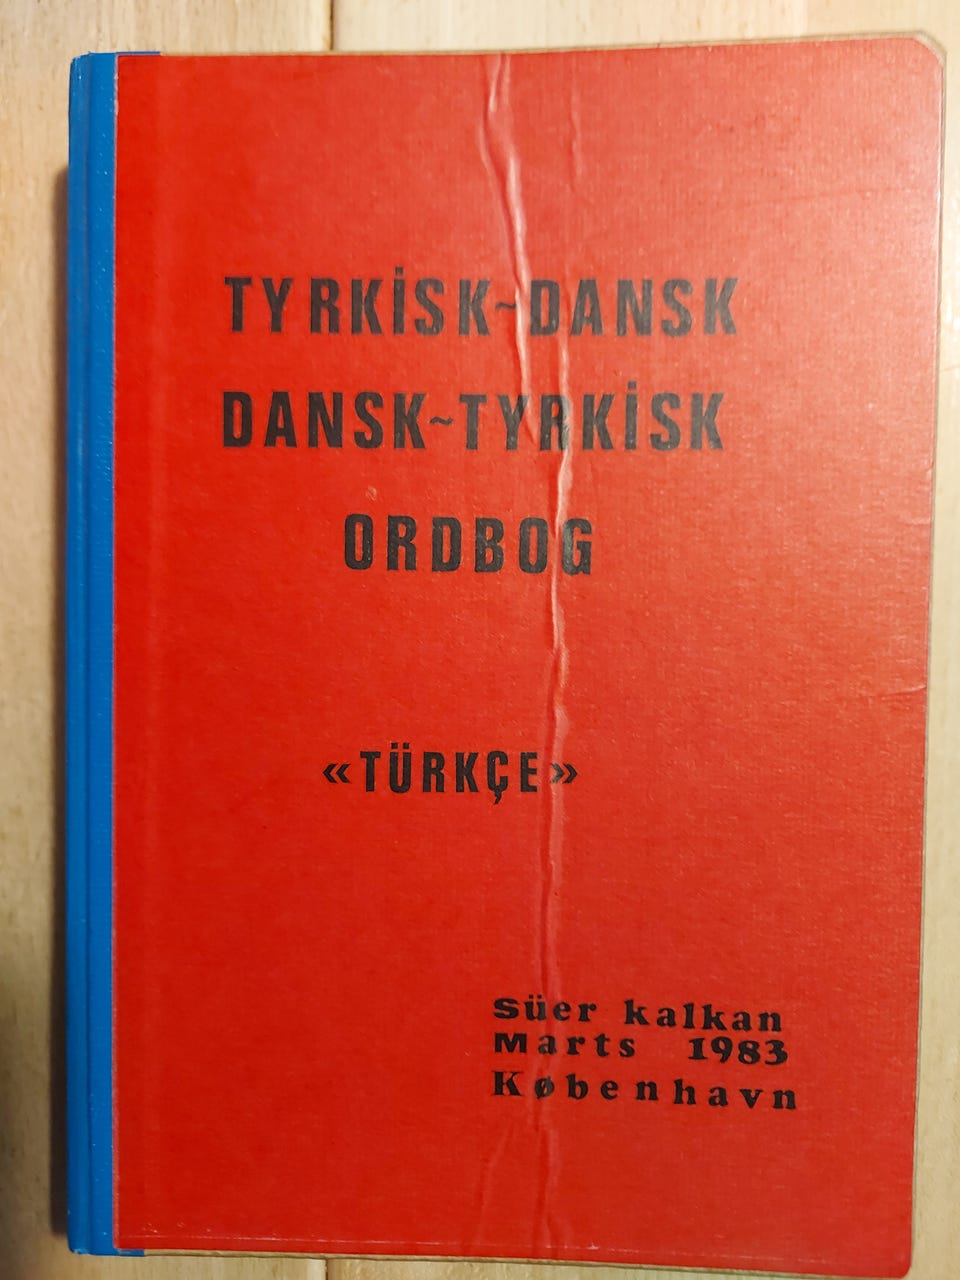 TYRKİSK~DANSK
DANSK~TYRKİSK
ORDBOG
«TÜRKÇE»
süer kalkan
Marts 1983
København